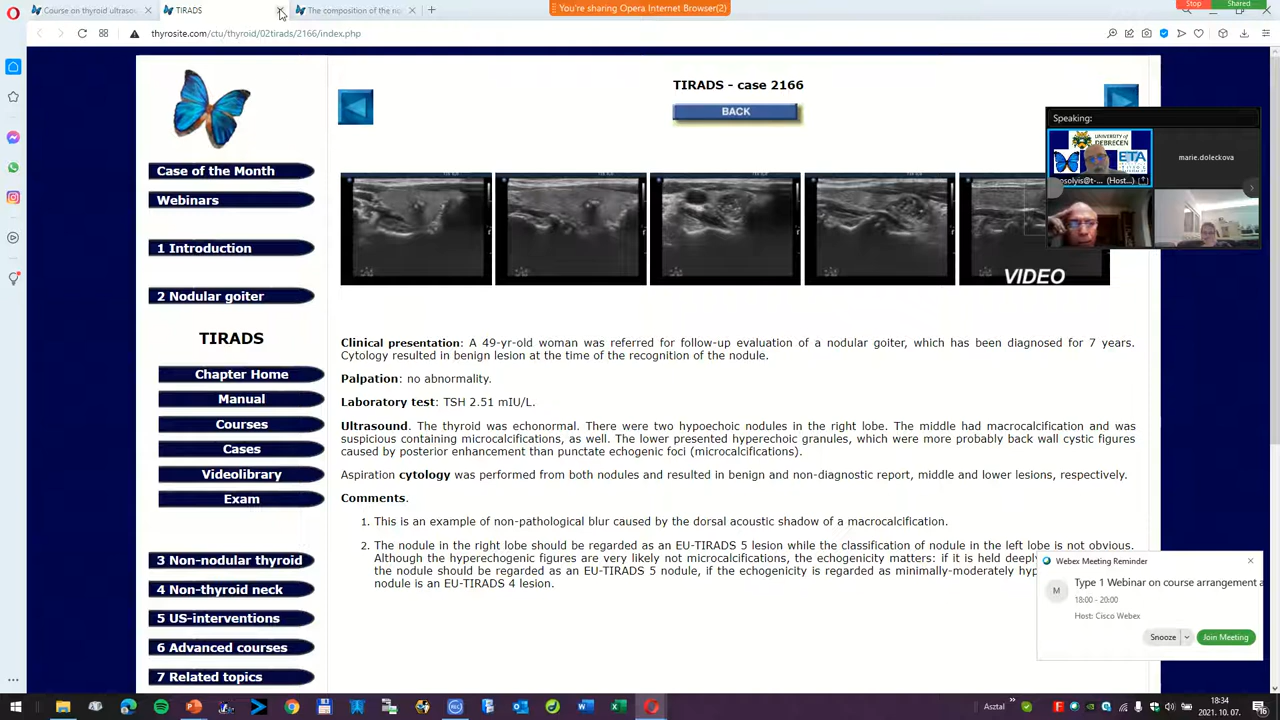 Course on thyroid ultrasou
TIRADS
The composition of the no
You're sharing Opera Internet Browser(2)
Stop
Shared
thyrosite.com/ctu/thyroid/02tirads/2166/index.php
TIRADS - case 2166
BACK
Speaking:
UNIVERSITY of
DEBRECEN
ETA
marie.doleckova
osolyis@t-... (Host...)
Case of the Month
Webinars
1 Introduction
2 Nodular goiter
TIRADS
Chapter Home
Manual
Courses
Cases
Videolibrary
Exam
3 Non-nodular thyroid
4 Non-thyroid neck
5 US-interventions
6 Advanced courses
7 Related topics
VIDEO
Clinical presentation: A 49-yr-old woman was referred for follow-up evaluation of a nodular goiter, which has been diagnosed for 7 years.
Cytology resulted in benign lesion at the time of the recognition of the nodule.
Palpation: no abnormality.
Laboratory test: TSH 2.51 mIU/L.
Ultrasound. The thyroid was echonormal. There were two hypoechoic nodules in the right lobe. The middle had macrocalcification and was
suspicious containing microcalcifications, as well. The lower presented hyperechoic granules, which were more probably back wall cystic figures
caused by posterior enhancement than punctate echogenic foci (microcalcifications).
Aspiration cytology was performed from both nodules and resulted in benign and non-diagnostic report, middle and lower lesions, respectively.
Comments.
1. This is an example of non-pathological blur caused by the dorsal acoustic shadow of a macrocalcification.
2. The nodule in the right lobe should be regarded as an EU-TIRADS 5 lesion while the classification of nodule in the left lobe is not obvious.
Although the hyperechogenic figures are very likely not microcalcifications, the echogenicity matters: if it is held deeply
the nodule should be regarded as an EU-TIRADS 5 nodule, if the echogenicity is regarded as minimally-moderately hyp
nodule is an EU-TIRADS 4 lesion.
Webex Meeting Reminder
M
Type 1 Webinar on course arrangement a
18:00 - 20:00
Host: Cisco Webex
Snooze
Join Meeting
Asztal
18:34
2021. 10. 07.
16